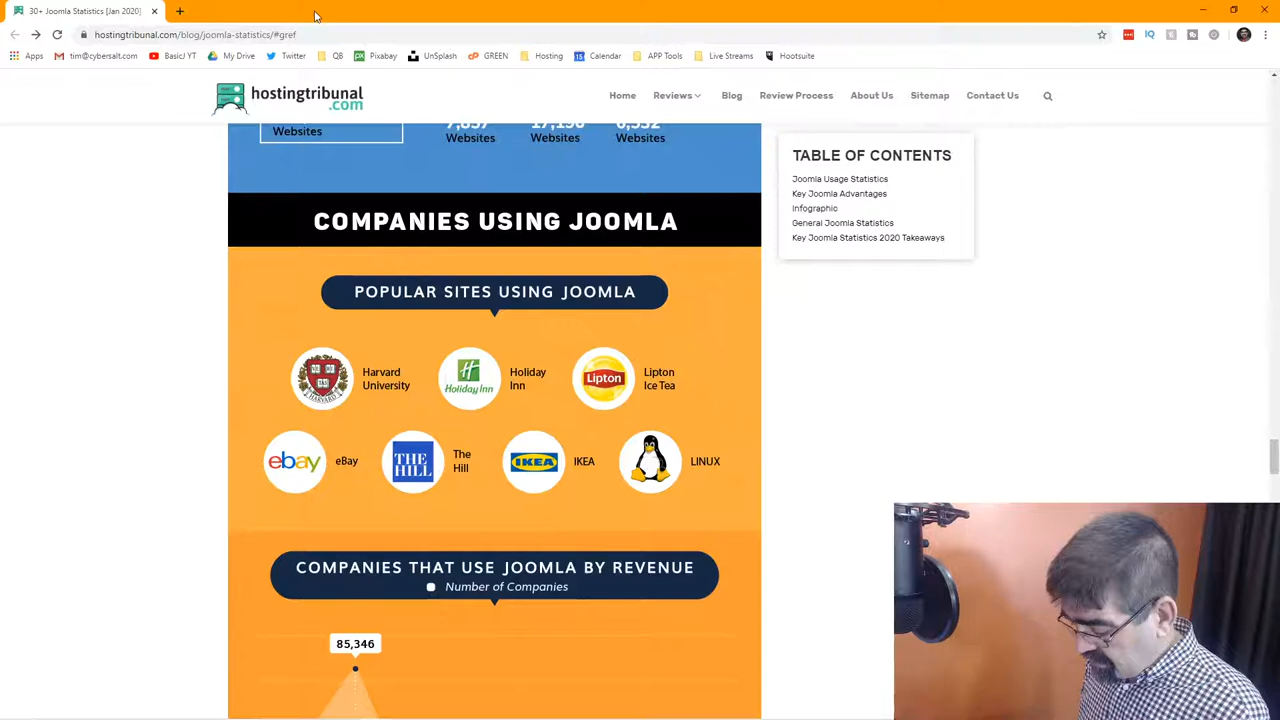 30+ Joomla Statistics [Jan 2020]
hostingtribunal.com/blog/joomla-statistics/#gref
Apps tim@cybersalt.com BasicJ YT My Drive Twitter QB Pixabay UnSplash GREEN Hosting Calendar APP Tools Live Streams Hootsuite
hostingtribunal
.com
Home Reviews Blog Review Process About Us Sitemap Contact Us
Websites
Websites Websites Websites
TABLE OF CONTENTS
Joomla Usage Statistics
Key Joomla Advantages
Infographic
General Joomla Statistics
Key Joomla Statistics 2020 Takeaways
COMPANIES USING JOOMLA
POPULAR SITES USING JOOMLA
HARVARD
Harvard
University
Holiday Inn
Holiday
Inn
Lipton
Lipton
Ice Tea
ebay
eBay
THE
HILL
The
Hill
IKEA
IKEA
LINUX
COMPANIES THAT USE JOOMLA BY REVENUE
Number of Companies
85,346